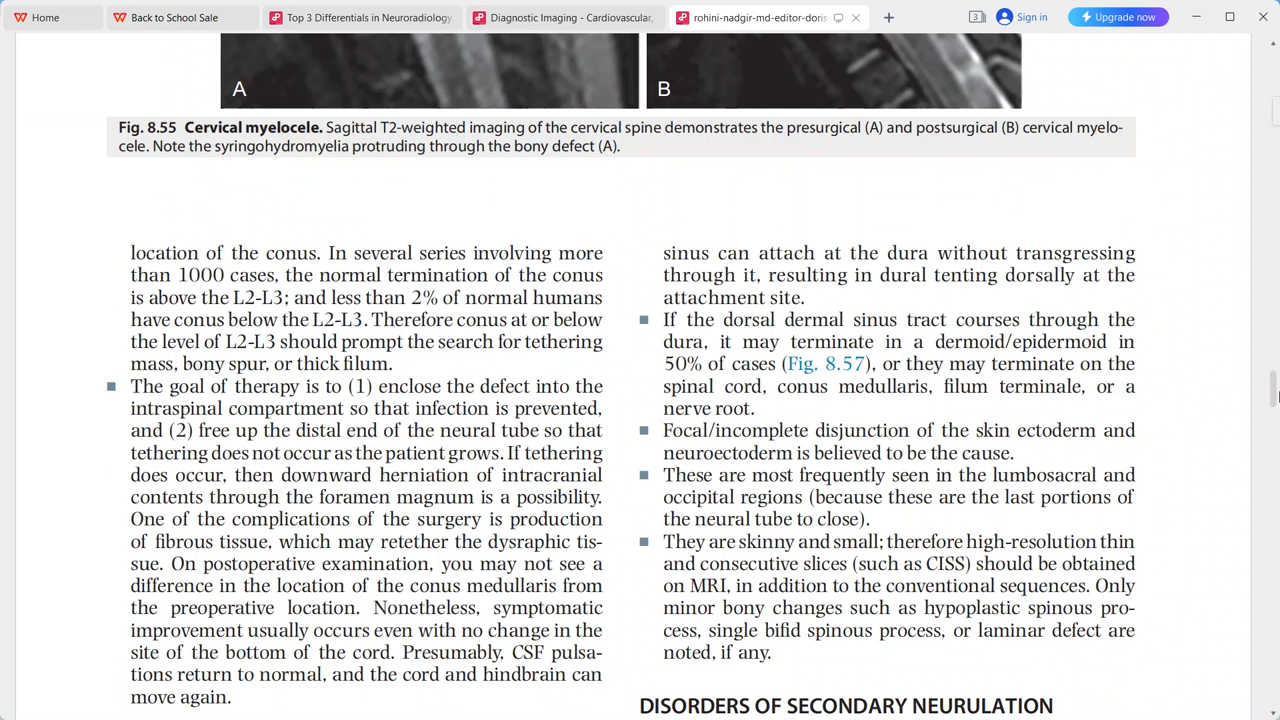 Home
Back to School Sale
Top 3 Differentials in Neuroradiology
Diagnostic Imaging - Cardiovascular,
rohini-nadgir-md-editor-doris
3
Sign in
Upgrade now
A
B
Fig. 8.55 Cervical myelocele. Sagittal T2-weighted imaging of the cervical spine demonstrates the presurgical (A) and postsurgical (B) cervical myelo-
cele. Note the syringohydromyelia protruding through the bony defect (A).
location of the conus. In several series involving more
than 1000 cases, the normal termination of the conus
is above the L2-L3; and less than 2% of normal humans
have conus below the L2-L3. Therefore conus at or below
the level of L2-L3 should prompt the search for tethering
mass, bony spur, or thick filum.
■ The goal of therapy is to (1) enclose the defect into the
intraspinal compartment so that infection is prevented,
and (2) free up the distal end of the neural tube so that
tethering does not occur as the patient grows. If tethering
does occur, then downward herniation of intracranial
contents through the foramen magnum is a possibility.
One of the complications of the surgery is production
of fibrous tissue, which may retether the dysraphic tis-
sue. On postoperative examination, you may not see a
difference in the location of the conus medullaris from
the preoperative location. Nonetheless, symptomatic
improvement usually occurs even with no change in the
site of the bottom of the cord. Presumably, CSF pulsa-
tions return to normal, and the cord and hindbrain can
move again.
sinus can attach at the dura without transgressing
through it, resulting in dural tenting dorsally at the
attachment site.
■ If the dorsal dermal sinus tract courses through the
dura, it may terminate in a dermoid/epidermoid in
50% of cases (Fig. 8.57), or they may terminate on the
spinal cord, conus medullaris, filum terminale, or a
nerve root.
■ Focal/incomplete disjunction of the skin ectoderm and
neuroectoderm is believed to be the cause.
■ These are most frequently seen in the lumbosacral and
occipital regions (because these are the last portions of
the neural tube to close).
■ They are skinny and small; therefore high-resolution thin
and consecutive slices (such as CISS) should be obtained
on MRI, in addition to the conventional sequences. Only
minor bony changes such as hypoplastic spinous pro-
cess, single bifid spinous process, or laminar defect are
noted, if any.
DISORDERS OF SECONDARY NEURULATION